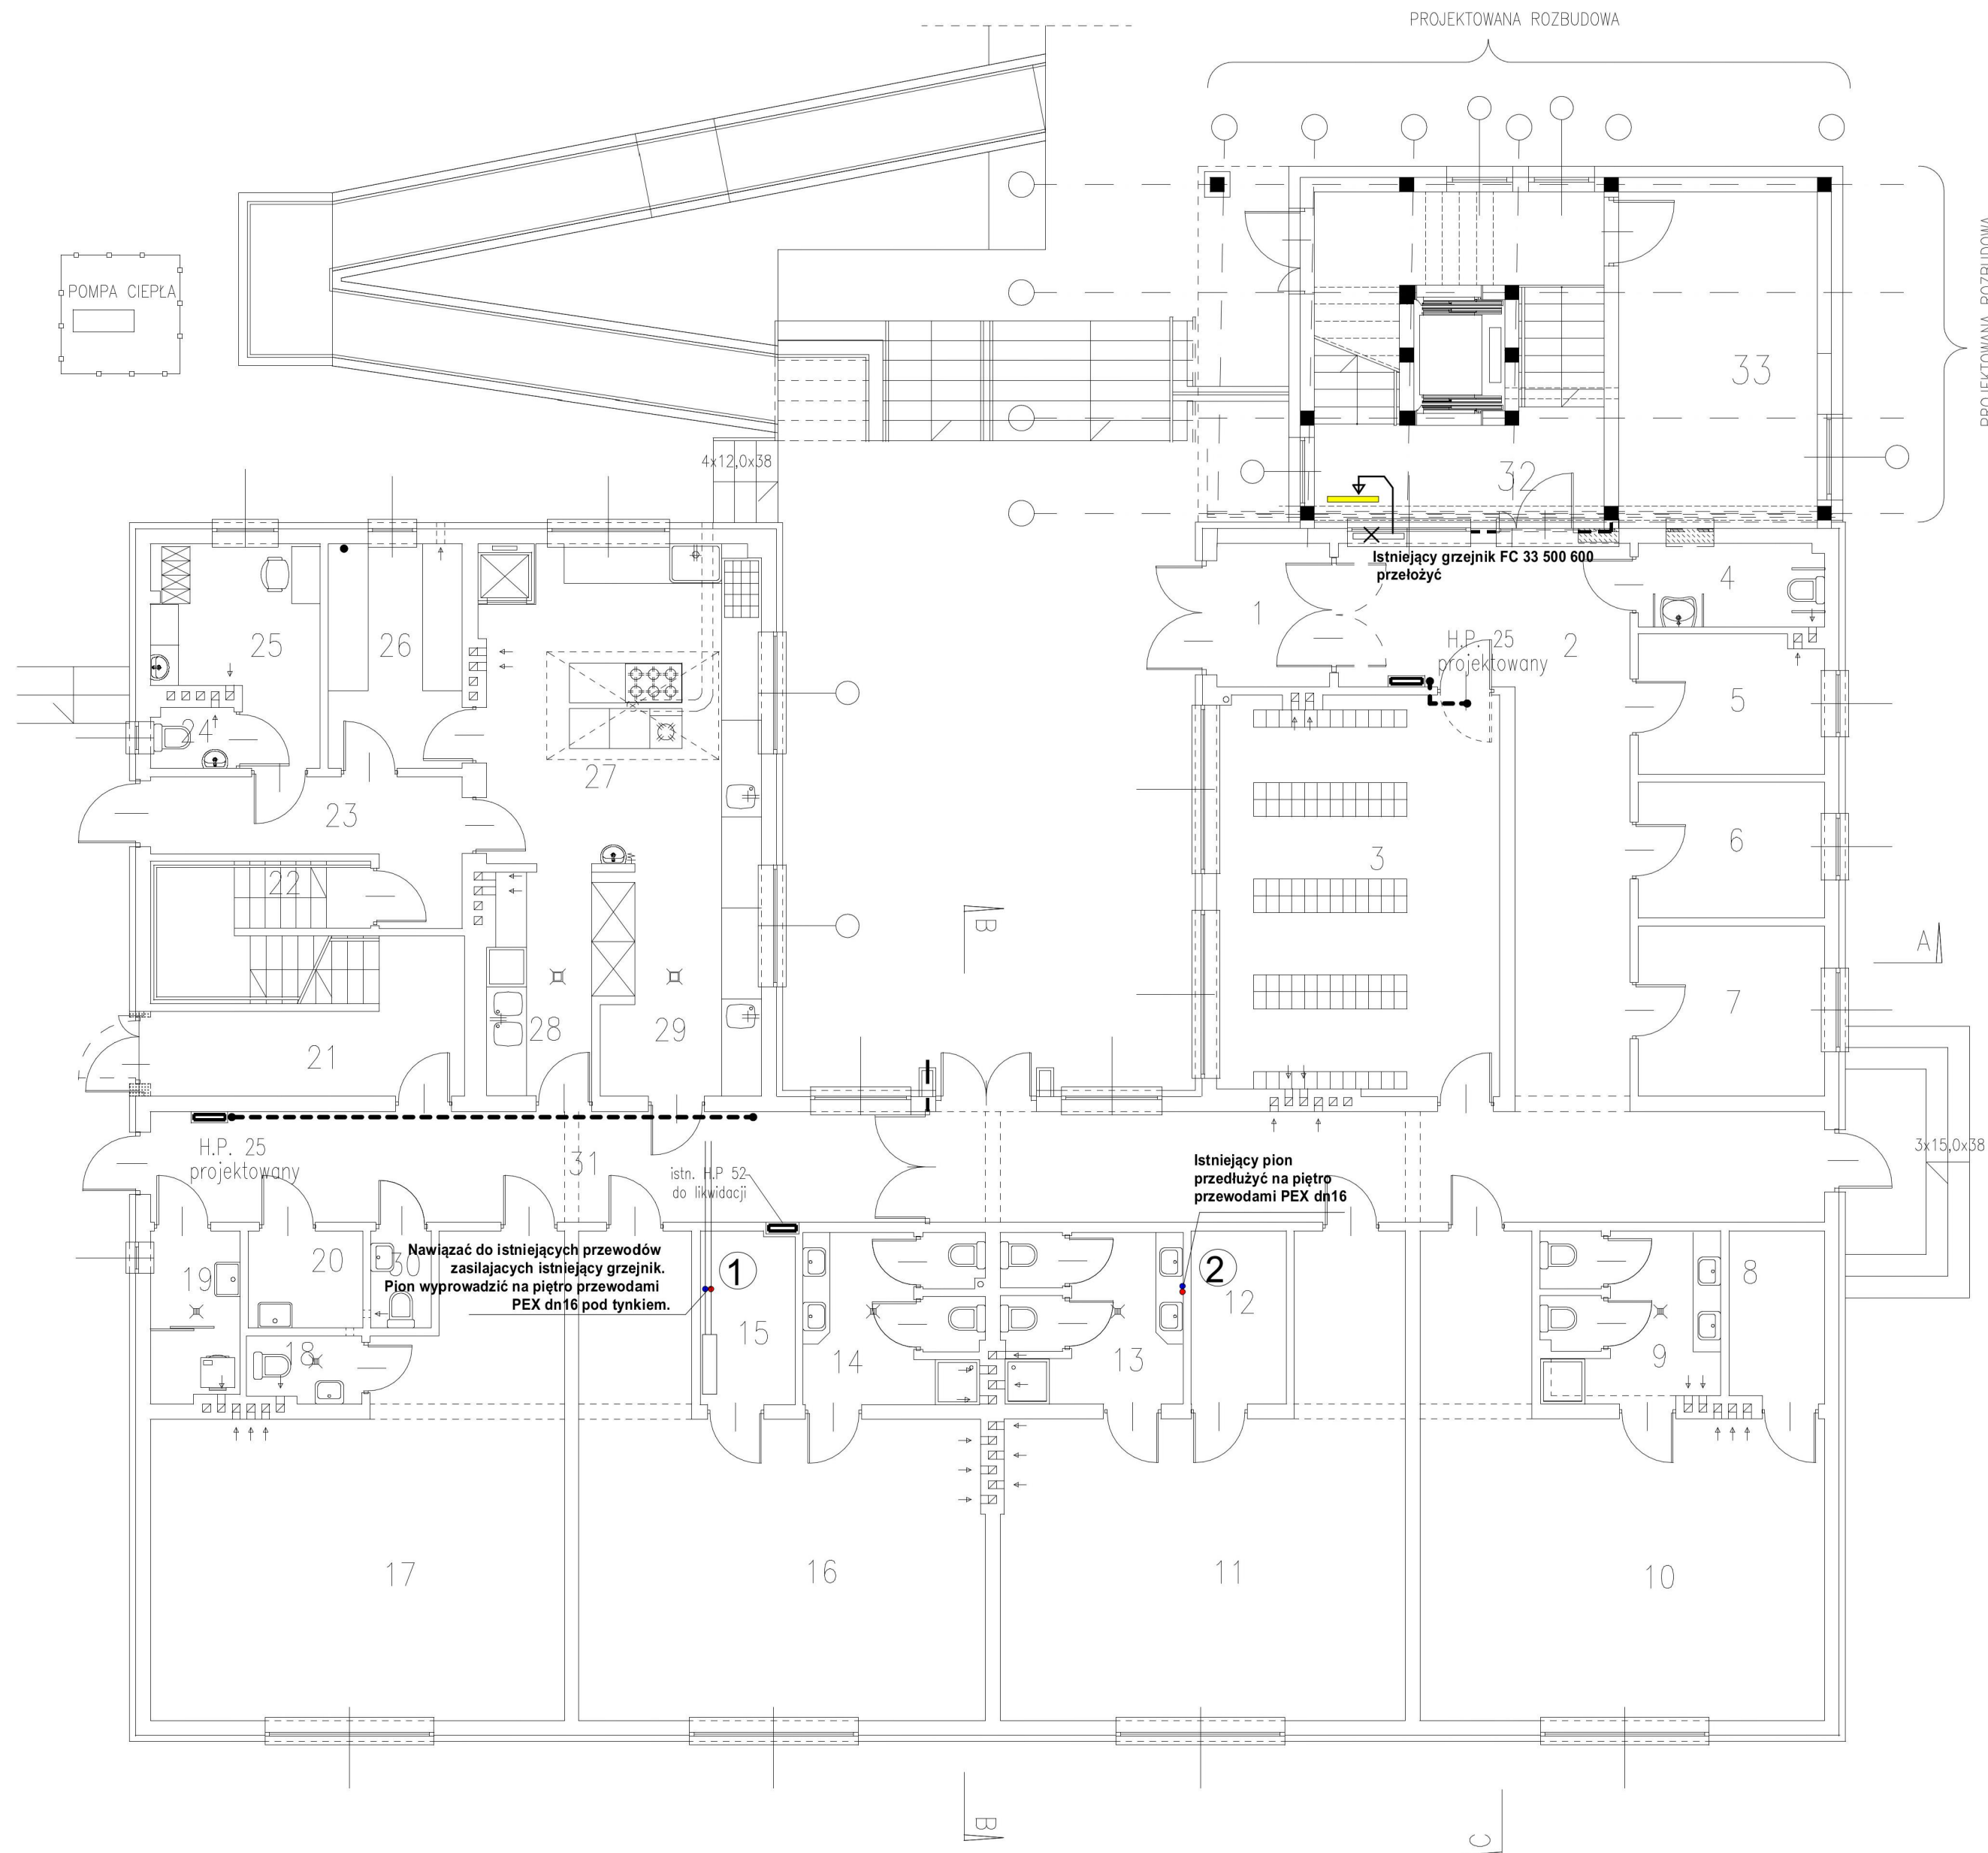 PROJEKTOWANA ROZBUDOWA
PROJEKTOWANA ROZBUDOWA
POMPA CIEPŁA
33
4x12,0x38
32
Istniejący grzejnik FC 33 500 600
przełożyć
1
2
4
H.P. 25
projektowany
25
26
5
24
27
23
6
3
22
B
A
7
28
29
21
H.P. 25
projektowany
31
istn. H.P 52
do likwidacji
Istniejący pion
przedłużyć na piętro
przewodami PEX dn16
3x15,0x38
Nawiązać do istniejących przewodów
zasilajacych istniejący grzejnik.
Pion wyprowadzić na piętro przewodami
PEX dn16 pod tynkiem.
1
2
19
20
30
12
8
15
14
13
18
9
17
16
11
10
B
C